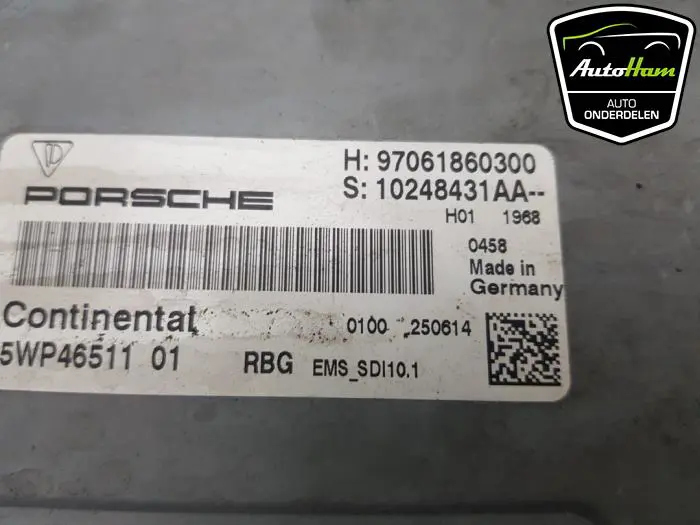 AutoHam
AUTO
ONDERDELEN
PORSCHE
H: 97061860300
S: 10248431AA--
H01 1968
0458
Made in
Germany
Continental
0100 250614
5WP46511 01 RBG EMS_SDI10.1